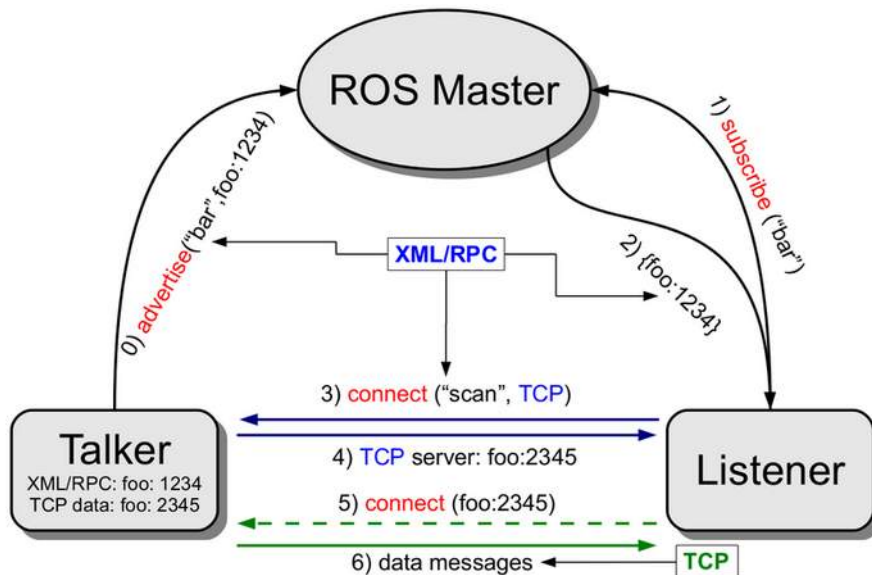 ROS Master
0) advertise(“bar”,foo:1234)
1) subscribe (“bar”)
2) {foo:1234}
XML/RPC
3) connect (“scan”, TCP)
Talker
XML/RPC: foo: 1234
TCP data: foo: 2345
4) TCP server: foo:2345
Listener
5) connect (foo:2345)
6) data messages
TCP